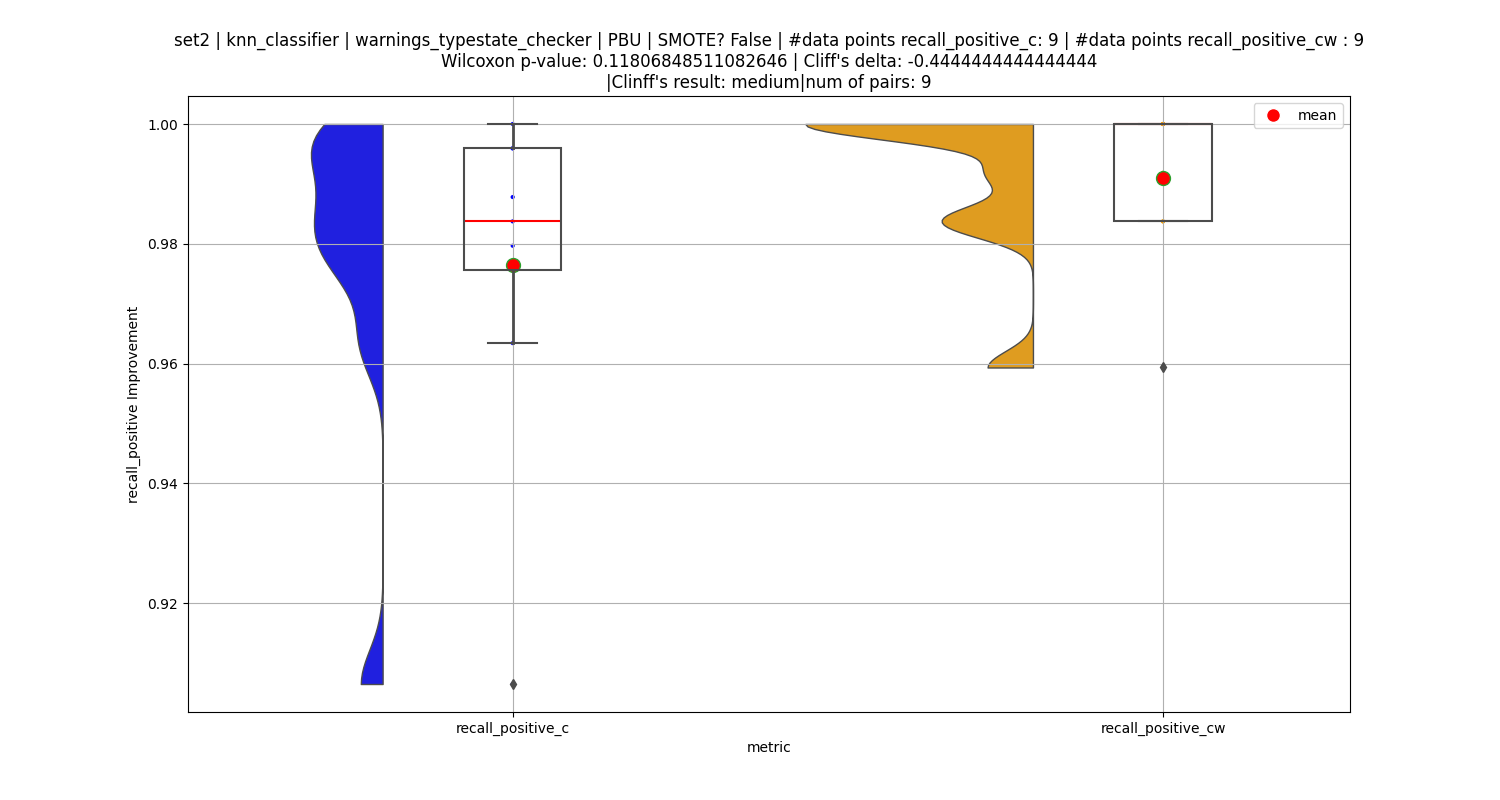 set2 | knn_classifier | warnings_typestate_checker | PBU | SMOTE? False | #data points recall_positive_c: 9 | #data points recall_positive_cw : 9
Wilcoxon p-value: 0.11806848511082646 | Cliff's delta: -0.4444444444444444
|Clinff's result: medium|num of pairs: 9
mean
1.00
0.98
0.96
0.94
0.92
recall_positive Improvement
recall_positive_c
recall_positive_cw
metric